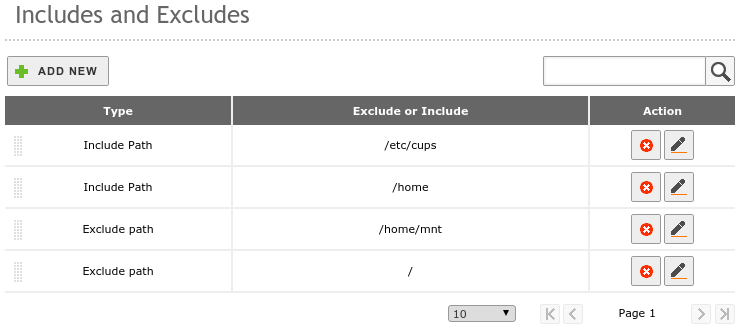 Includes and Excludes
ADD NEW
Type Exclude or Include Action
Include Path /etc/cups
Include Path /home
Exclude path /home/mnt
Exclude path /
10 Page 1